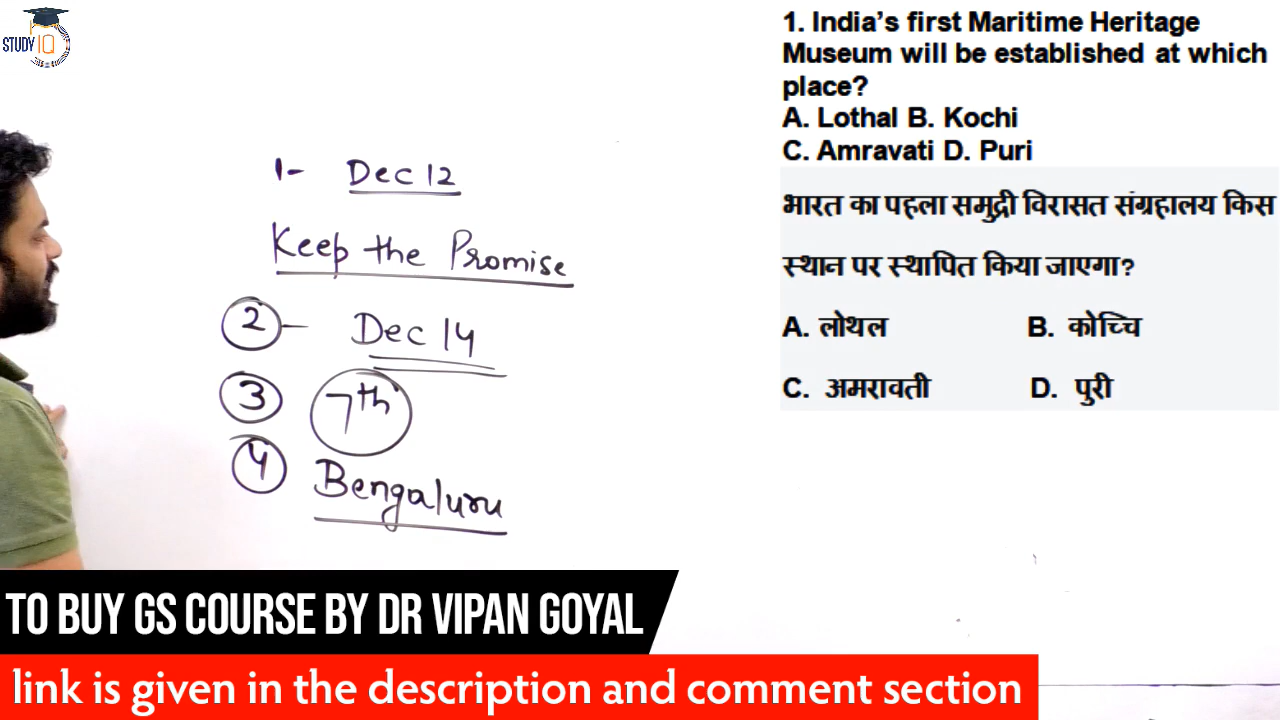 STUDY IQ
1. India's first Maritime Heritage
Museum will be established at which
place?
A. Lothal B. Kochi
C. Amravati D. Puri
भारत का पहला समुद्री विरासत संग्रहालय किस
स्थान पर स्थापित किया जाएगा?
A. लोथल B. कोच्चि
C. अमरावती D. पुरी
1- Dec 12
Keep the Promise
2 - Dec 14
3 7th
4 Bengaluru
TO BUY GS COURSE BY DR VIPAN GOYAL
link is given in the description and comment section